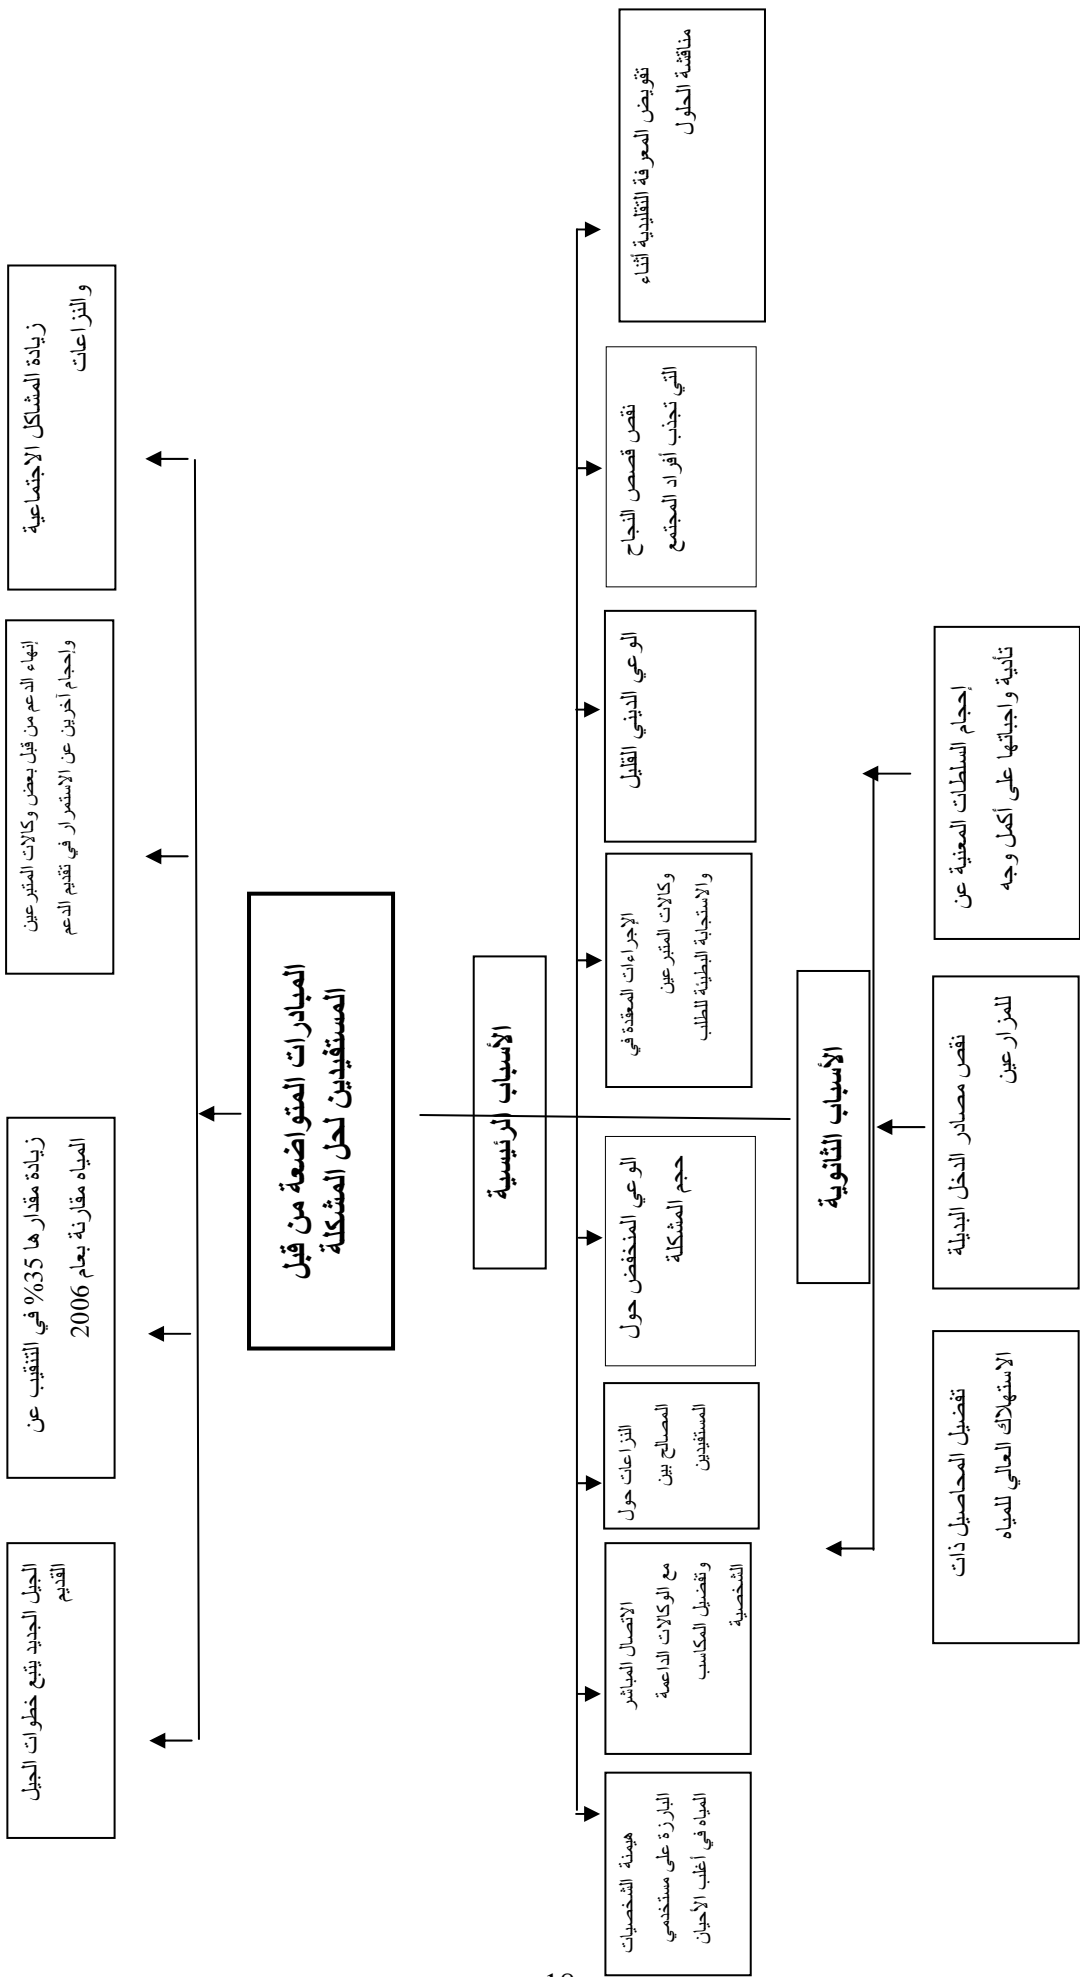 زيادة المشاكل الاجتماعية
والنزاعات
إنهاء الدعم من قبل بعض وكالات المتبرعين
وإحجام آخرين عن الاستمرار في تقديم الدعم
زيادة مقدارها 35% في التنقيب عن
المياه مقارنة بعام 2006
الجيل الجديد يتبع خطوات الجيل
القديم
المبادرات المتواضعة من قبل
المستفيدين لحل المشكلة
الأسباب الرئيسية
تقويض المعرفة التقليدية أثناء
مناقشة الحلول
نقص قصص النجاح
التي تجذب أفراد المجتمع
الوعي الديني القليل
الإجراءات المعقدة في
وكالات المتبرعين
والاستجابة البطيئة للطلب
الوعي المنخفض حول
حجم المشكلة
النزاعات حول
المصالح بين
المستفيدين
الاتصال المباشر
مع الوكالات الداعمة
وتفضيل المكاسب
الشخصية
هيمنة الشخصيات
البارزة على مستخدمي
المياه في أغلب الأحيان
الأسباب الثانوية
إحجام السلطات المعنية عن
تأدية واجباتها على أكمل وجه
نقص مصادر الدخل البديلة
للمزارعين
تفضيل المحاصيل ذات
الاستهلاك العالي للمياه